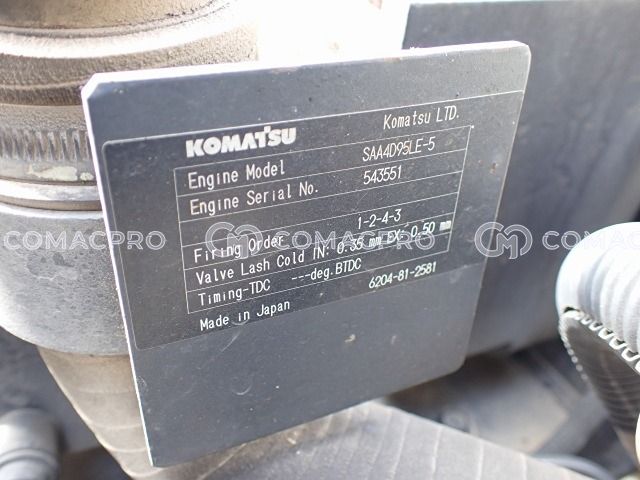 KOMATSU Komatsu LTD.
Engine Model SAA4D95LE-5
Engine Serial No. 543551
Firing Order 1-2-4-3
Valve Lash Cold IN: 0.35 mm EX: 0.50 mm
Timing-TDC ---deg.BTDC
6204-81-2581
Made in Japan
COMACPRO COMACPRO COMACPRO